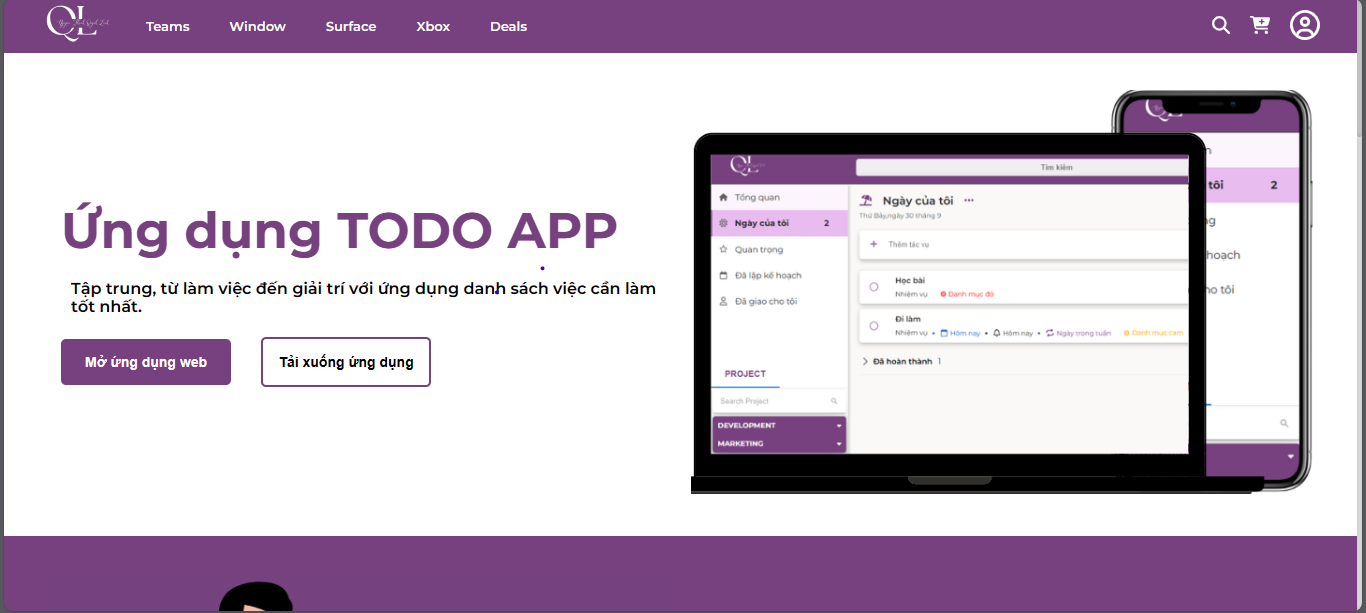 QL
Teams
Window
Surface
Xbox
Deals
Ứng dụng TODO APP
Tập trung, từ làm việc đến giải trí với ứng dụng danh sách việc cần làm
tốt nhất.
Mở ứng dụng web
Tải xuống ứng dụng
QL
Tìm kiếm
Tổng quan
Ngày của tôi 2
Quan trọng
Đã lập kế hoạch
Đã giao cho tôi
PROJECT
Search Project
DEVELOPMENT
MARKETING
Ngày của tôi ...
Thứ Bảy,ngày 30 tháng 9
+ Thêm tác vụ
Học bài
Nhiệm vụ Danh mục đỏ
Đi làm
Nhiệm vụ • Hôm nay • Hôm nay • Ngày trong tuần Danh mục cam
Đã hoàn thành 1
n
tôi 2
g
hoạch
ho tôi